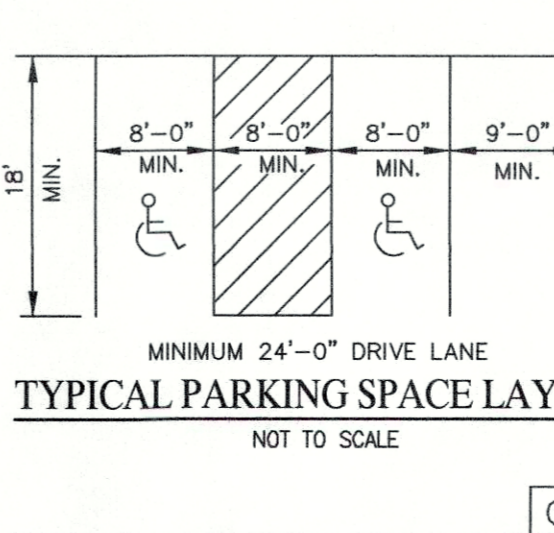 8'-0" 8'-0" 8'-0" 9'-0"
MIN. MIN. MIN. MIN.
18'
MIN.
MINIMUM 24'-0" DRIVE LANE
TYPICAL PARKING SPACE LAY
NOT TO SCALE